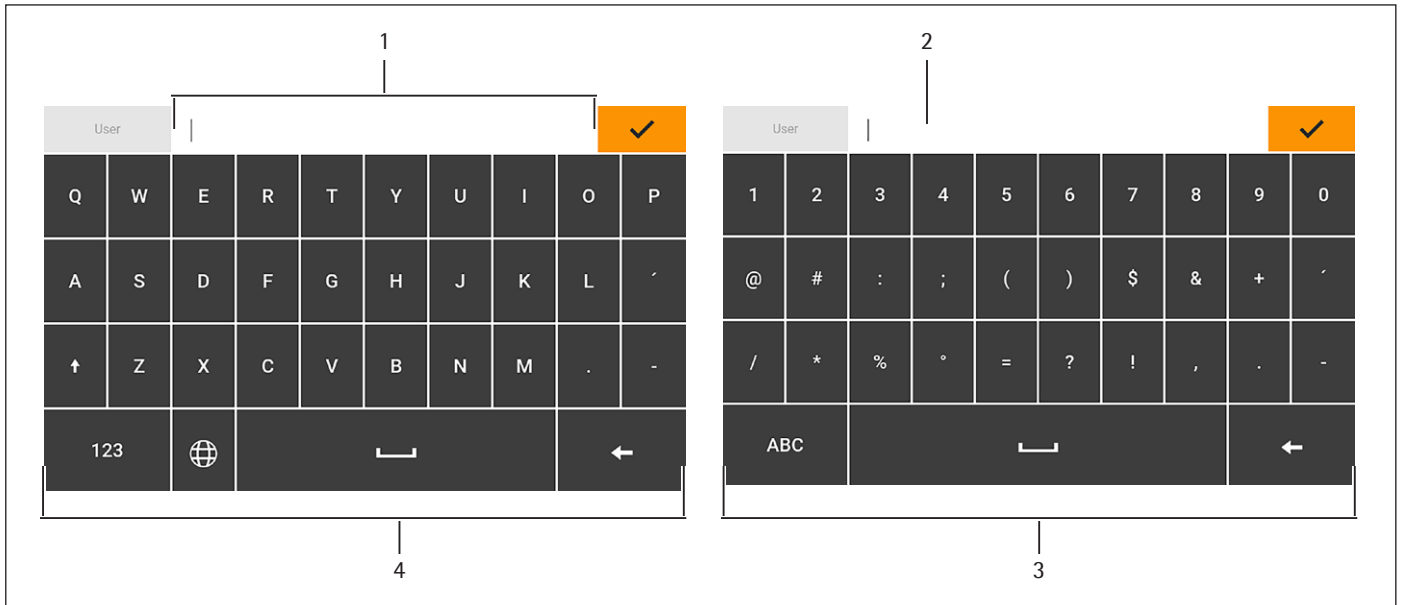 1
2
User
Q W E R T Y U I O P
A S D F G H J K L ´
Z X C V B N M . -
123
User
1 2 3 4 5 6 7 8 9 0
@ # : ; ( ) $ & + ´
/ * % ° = ? ! , . -
ABC
4
3